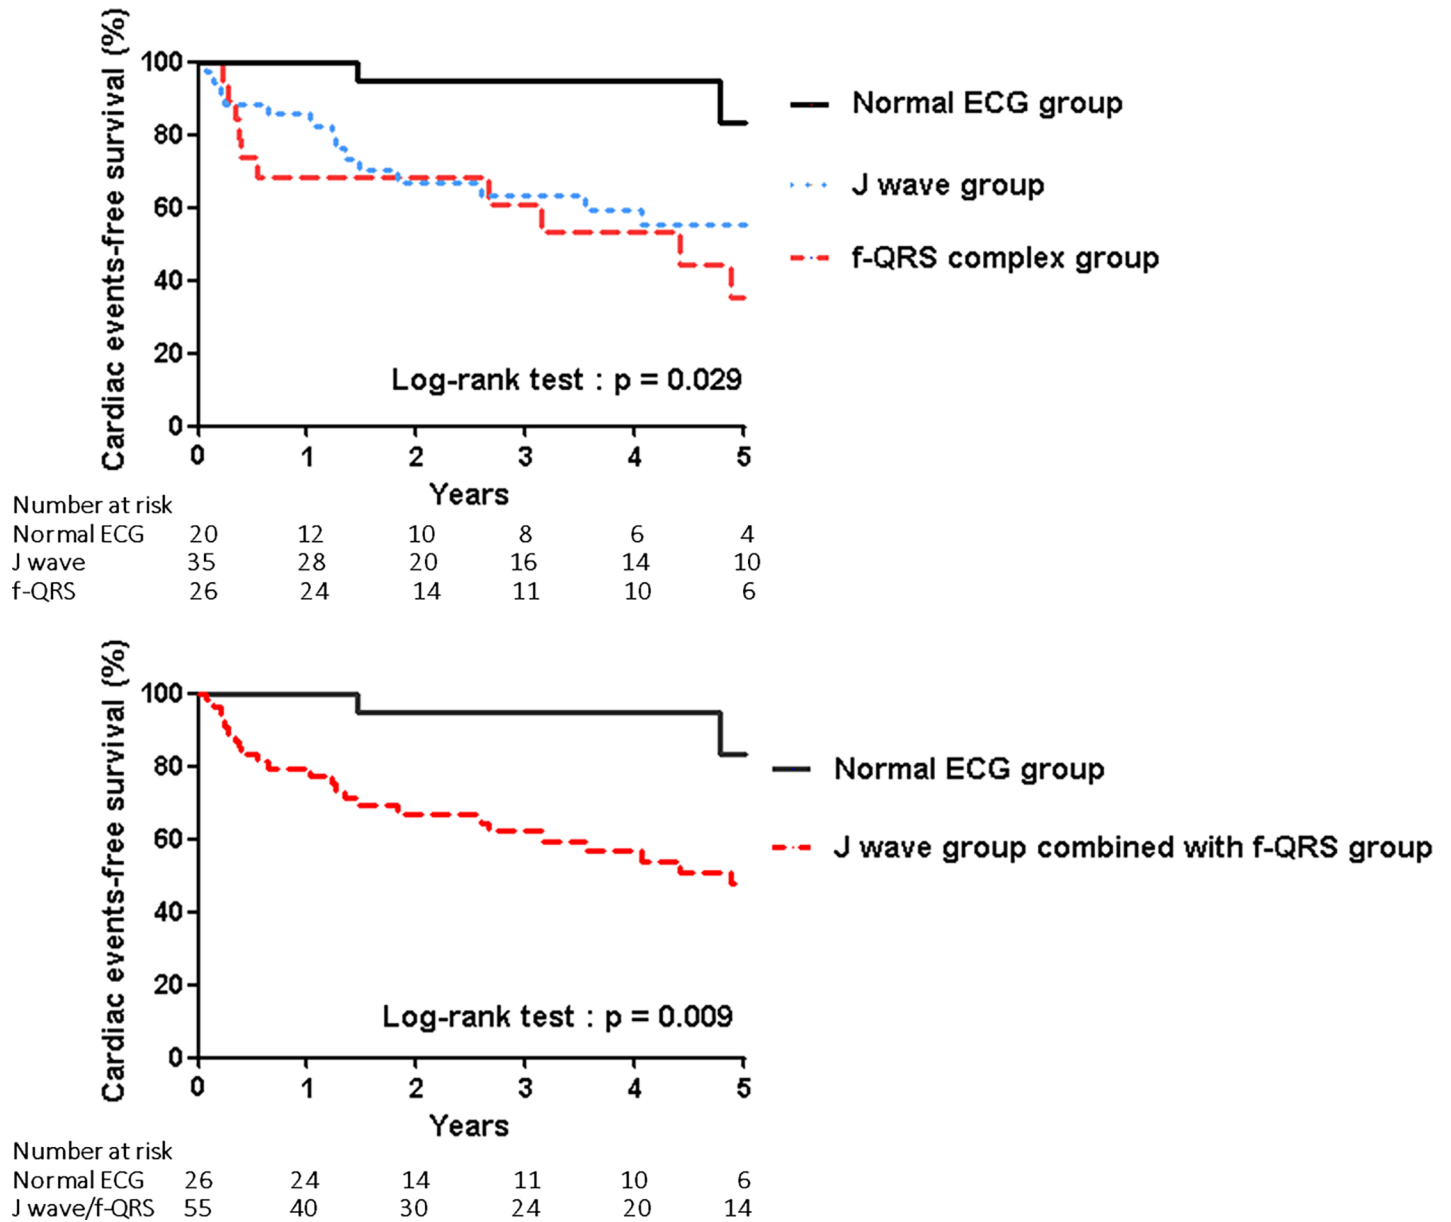 Cardiac events-free survival (%)
100
80
60
40
20
0
0 1 2 3 4 5
Years
Log-rank test : p = 0.029
Normal ECG group
J wave group
f-QRS complex group
Number at risk
Normal ECG 20 12 10 8 6 4
J wave 35 28 20 16 14 10
f-QRS 26 24 14 11 10 6
Cardiac events-free survival (%)
100
80
60
40
20
0
0 1 2 3 4 5
Years
Log-rank test : p = 0.009
Normal ECG group
J wave group combined with f-QRS group
Number at risk
Normal ECG 26 24 14 11 10 6
J wave/f-QRS 55 40 30 24 20 14